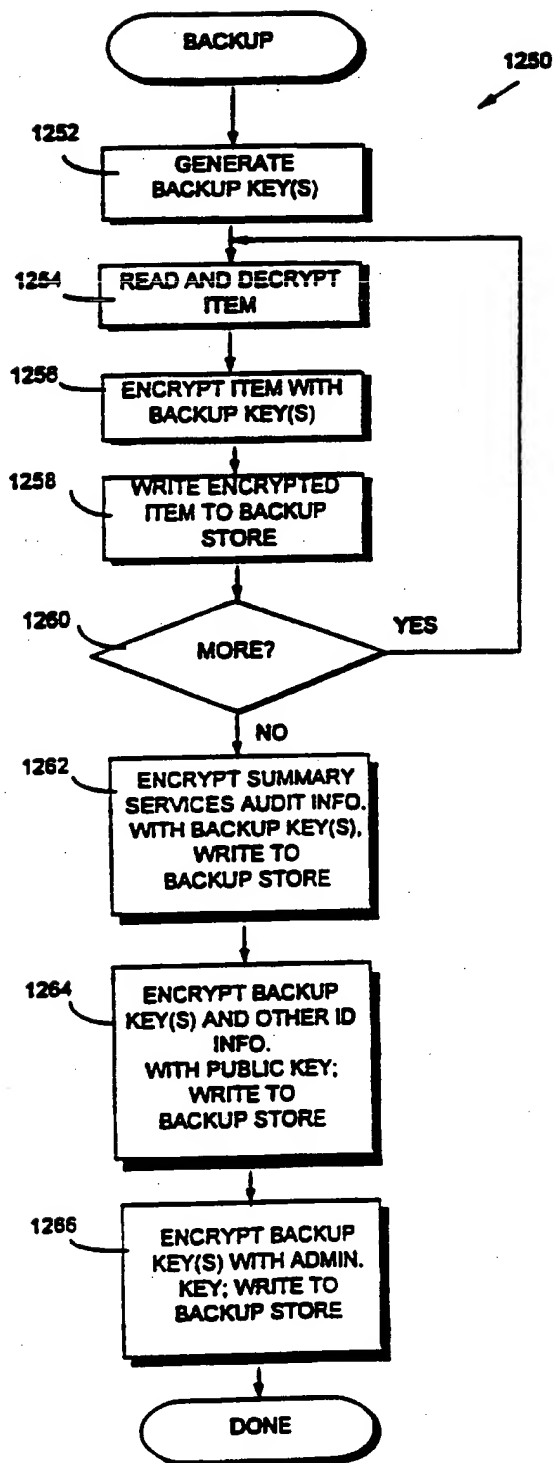 BACKUP
1250
1252
GENERATE
BACKUP KEY(S)
1254
READ AND DECRYPT
ITEM
1256
ENCRYPT ITEM WITH
BACKUP KEY(S)
1258
WRITE ENCRYPTED
ITEM TO BACKUP
STORE
1260
MORE?
YES
NO
1262
ENCRYPT SUMMARY
SERVICES AUDIT INFO.
WITH BACKUP KEY(S),
WRITE TO
BACKUP STORE
1264
ENCRYPT BACKUP
KEY(S) AND OTHER ID
INFO.
WITH PUBLIC KEY;
WRITE TO
BACKUP STORE
1266
ENCRYPT BACKUP
KEY(S) WITH ADMIN.
KEY; WRITE TO
BACKUP STORE
DONE